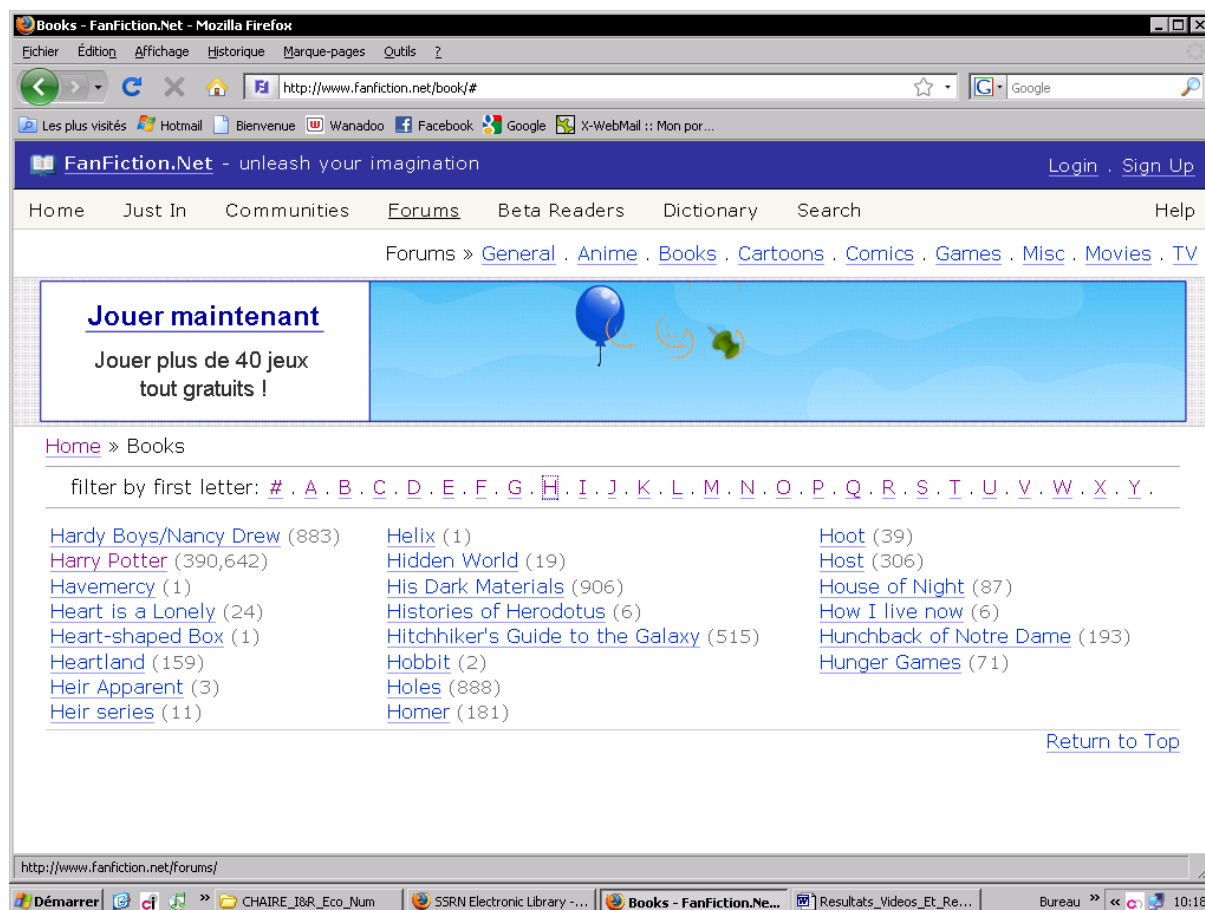 Books - FanFiction.Net - Mozilla Firefox
Fichier Édition Affichage Historique Marque-pages Outils ?
http://www.fanfiction.net/book/# G Google
Les plus visités Hotmail Bienvenue Wanadoo Facebook Google X-WebMail :: Mon por...
FanFiction.Net - unleash your imagination Login . Sign Up
Home Just In Communities Forums Beta Readers Dictionary Search Help
Forums » General . Anime . Books . Cartoons . Comics . Games . Misc . Movies . TV
Jouer maintenant
Jouer plus de 40 jeux
tout gratuits !
Home » Books
filter by first letter: # . A . B . C . D . E . F . G . H . I . J . K . L . M . N . O . P . Q . R . S . T . U . V . W . X . Y .
Hardy Boys/Nancy Drew (883) Helix (1) Hoot (39)
Harry Potter (390,642) Hidden World (19) Host (306)
Havemercy (1) His Dark Materials (906) House of Night (87)
Heart is a Lonely (24) Histories of Herodotus (6) How I live now (6)
Heart-shaped Box (1) Hitchhiker's Guide to the Galaxy (515) Hunchback of Notre Dame (193)
Heartland (159) Hobbit (2) Hunger Games (71)
Heir Apparent (3) Holes (888)
Heir series (11) Homer (181)
Return to Top
http://www.fanfiction.net/forums/
Démarrer » CHAIRE_I&R_Eco_Num SSRN Electronic Library -... Books - FanFiction.Ne... Resultats_Videos_Et_Re... Bureau » « 10:18